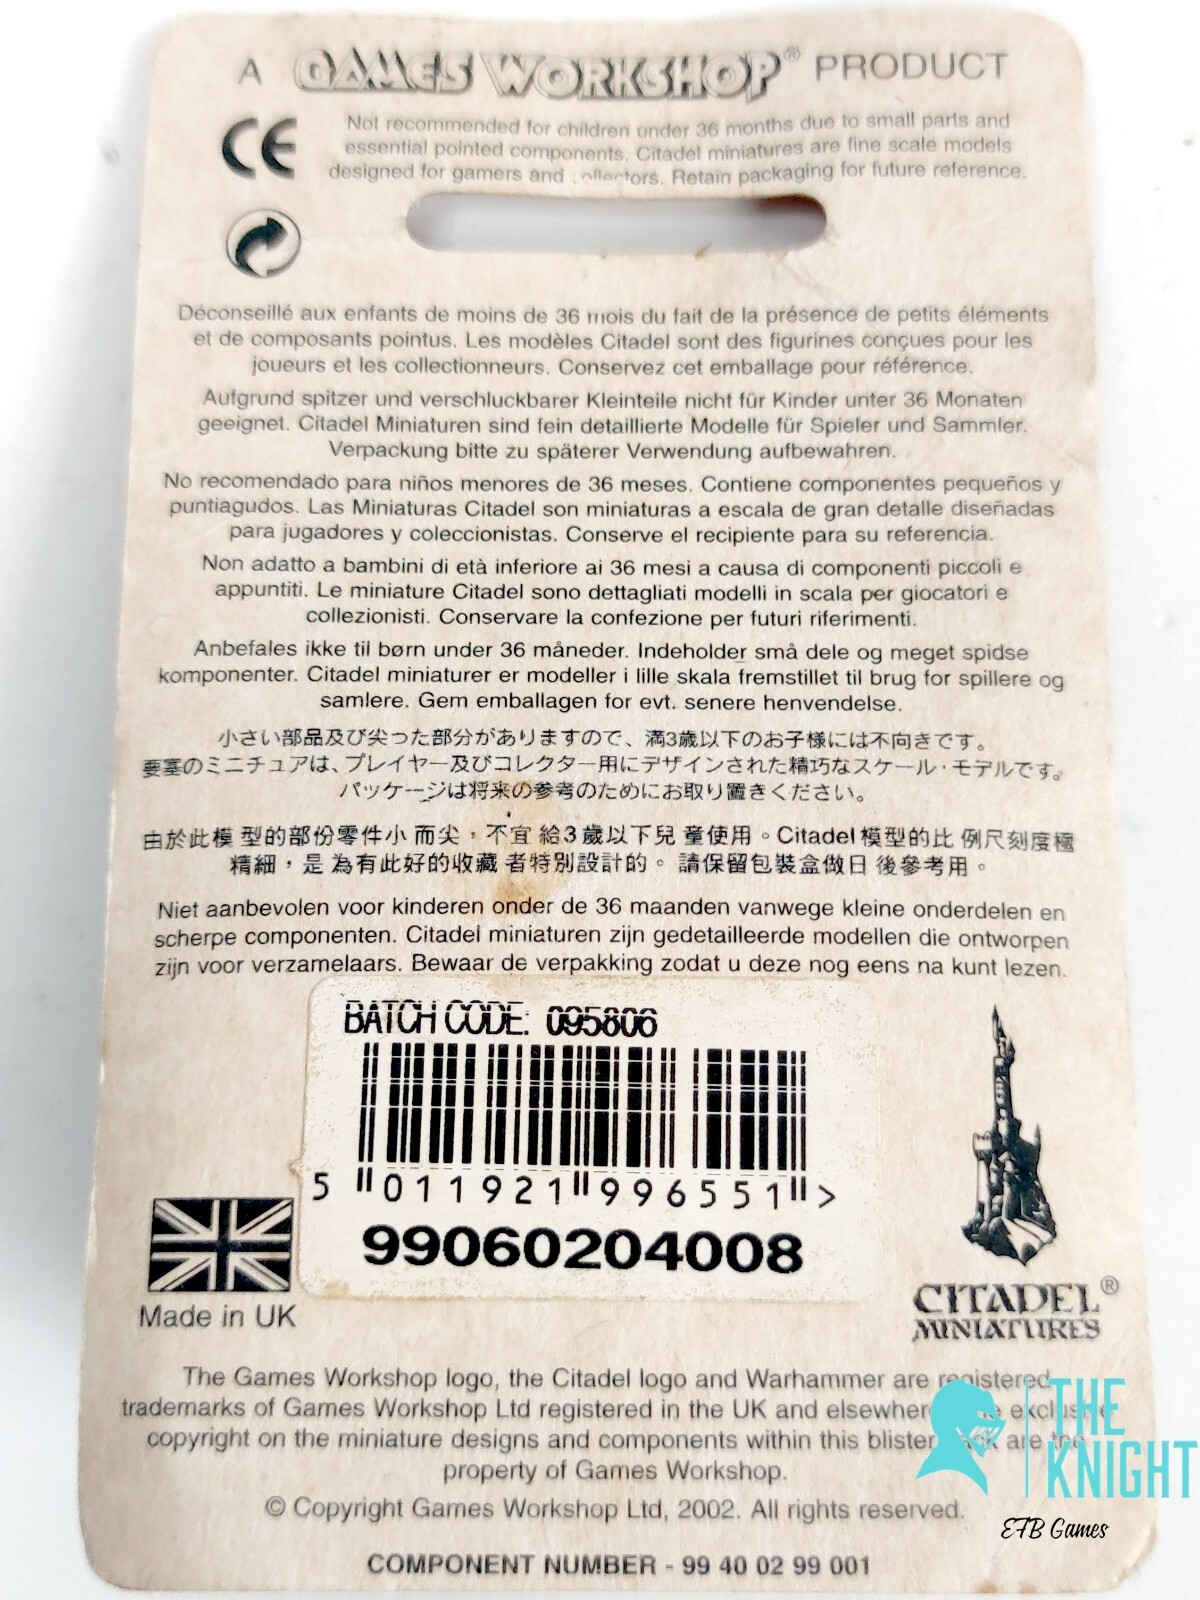 A GAMES WORKSHOP® PRODUCT
CE
Not recommended for children under 36 months due to small parts and
essential pointed components. Citadel miniatures are fine scale models
designed for gamers and collectors. Retain packaging for future reference.
Déconseillé aux enfants de moins de 36 mois du fait de la présence de petits éléments
et de composants pointus. Les modèles Citadel sont des figurines conçues pour les
joueurs et les collectionneurs. Conservez cet emballage pour référence.
Aufgrund spitzer und verschluckbarer Kleinteile nicht für Kinder unter 36 Monaten
geeignet. Citadel Miniaturen sind fein detaillierte Modelle für Spieler und Sammler.
Verpackung bitte zu späterer Verwendung aufbewahren.
No recomendado para niños menores de 36 meses. Contiene componentes pequeños y
puntiagudos. Las Miniaturas Citadel son miniaturas a escala de gran detalle diseñadas
para jugadores y coleccionistas. Conserve el recipiente para su referencia.
Non adatto a bambini di età inferiore ai 36 mesi a causa di componenti piccoli e
appuntiti. Le miniature Citadel sono dettagliati modelli in scala per giocatori e
collezionisti. Conservare la confezione per futuri riferimenti.
Anbefales ikke til børn under 36 måneder. Indeholder små dele og meget spidse
komponenter. Citadel miniaturer er modeller i lille skala fremstillet til brug for spillere og
samlere. Gem emballagen for evt. senere henvendelse.
小さい部品及び尖った部分がありますので、満3歳以下のお子様には不向きです。
要塞のミニチュアは、プレイヤー及びコレクター用にデザインされた精巧なスケール・モデルです。
パッケージは将来の参考のためにお取り置きください。
由於此模 型的部份零件小 而尖，不宜 給3 歲以下兒 童使用。Citadel 模型的比 例尺刻度極
精細，是 為有此好的收藏 者特別設計的。 請保留包裝盒做日 後參考用。
Niet aanbevolen voor kinderen onder de 36 maanden vanwege kleine onderdelen en
scherpe componenten. Citadel miniaturen zijn gedetailleerde modellen die ontworpen
zijn voor verzamelaars. Bewaar de verpakking zodat u deze nog eens na kunt lezen.
BATCH CODE: 095806
5 011921 996551 >
99060204008
Made in UK
CITADEL®
MINIATURES
The Games Workshop logo, the Citadel logo and Warhammer are registered
trademarks of Games Workshop Ltd registered in the UK and elsewhere exclusive
copyright on the miniature designs and components within this blister pack are the
property of Games Workshop.
© Copyright Games Workshop Ltd, 2002. All rights reserved.
COMPONENT NUMBER - 99 40 02 99 001
THE
KNIGHT
EFB Games